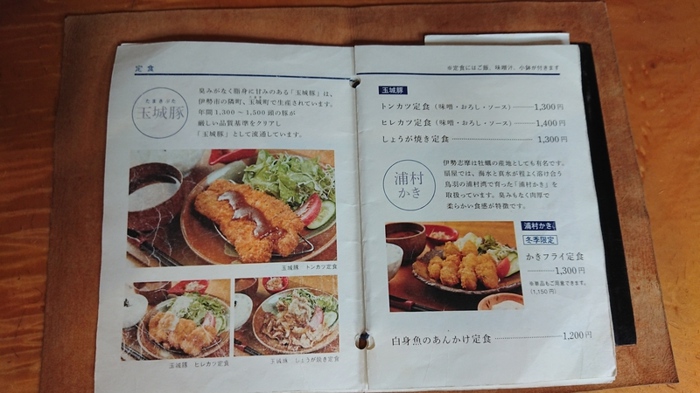 定食
たまきぶた
玉城豚
臭みがなく脂身に甘みのある「玉城豚」は、
伊勢市の隣町、玉城町で生産されています。
年間1,300～1,500頭の豚が
厳しい品質基準をクリアし
「玉城豚」として流通しています。
玉城豚 トンカツ定食
玉城豚 ヒレカツ定食
玉城豚 しょうが焼き定食
※定食にはご飯、味噌汁、小鉢が付きます
玉城豚
トンカツ定食（味噌・おろし・ソース） 1,300円
ヒレカツ定食（味噌・おろし・ソース） 1,400円
しょうが焼き定食 1,300円
浦村
かき
伊勢志摩は牡蠣の産地としても有名です。
海水と真水が程よく溶け合う
鳥羽の浦村湾で育った「浦村かき」を
取扱っています。臭みもなく肉厚で
柔らかい食感が特徴です。
浦村かき
冬季限定
かきフライ定食
1,300円
※単品もご用意できます。
（1,150円）
白身魚のあんかけ定食 1,200円